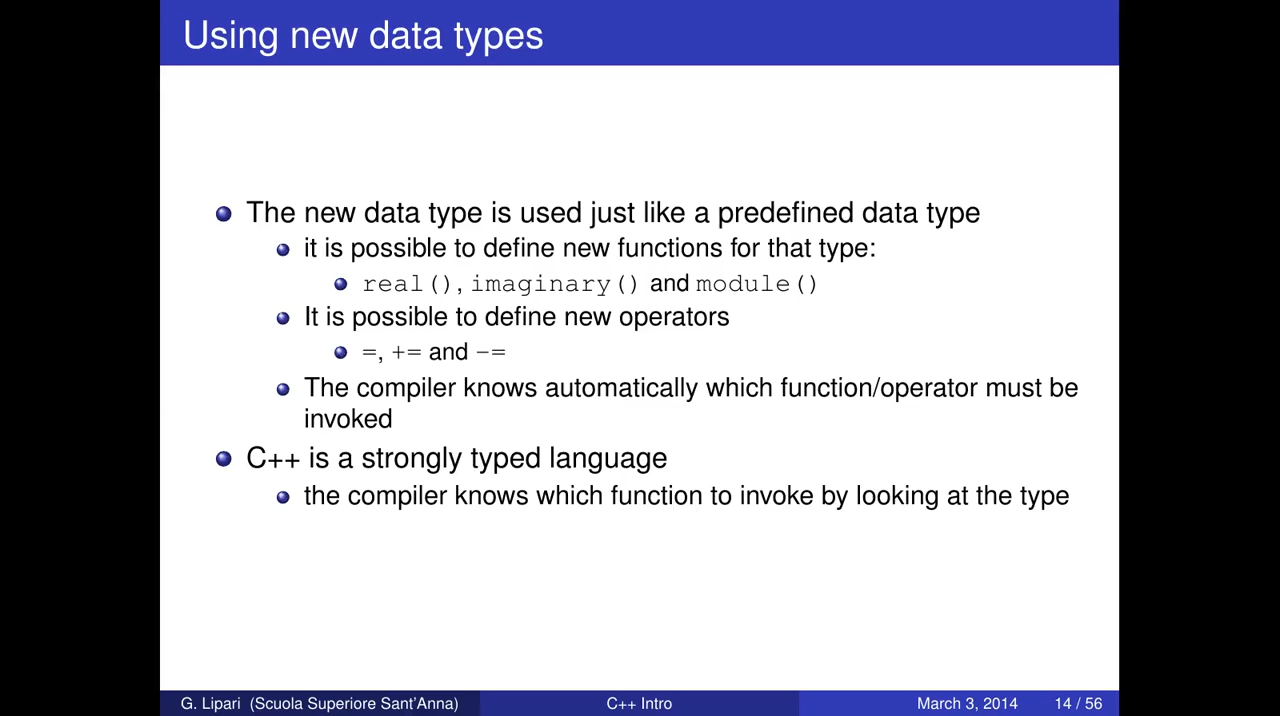 Using new data types
The new data type is used just like a predefined data type
it is possible to define new functions for that type:
real(), imaginary() and module()
It is possible to define new operators
=, += and -=
The compiler knows automatically which function/operator must be
invoked
C++ is a strongly typed language
the compiler knows which function to invoke by looking at the type
G. Lipari (Scuola Superiore Sant'Anna) C++ Intro March 3, 2014 14 / 56